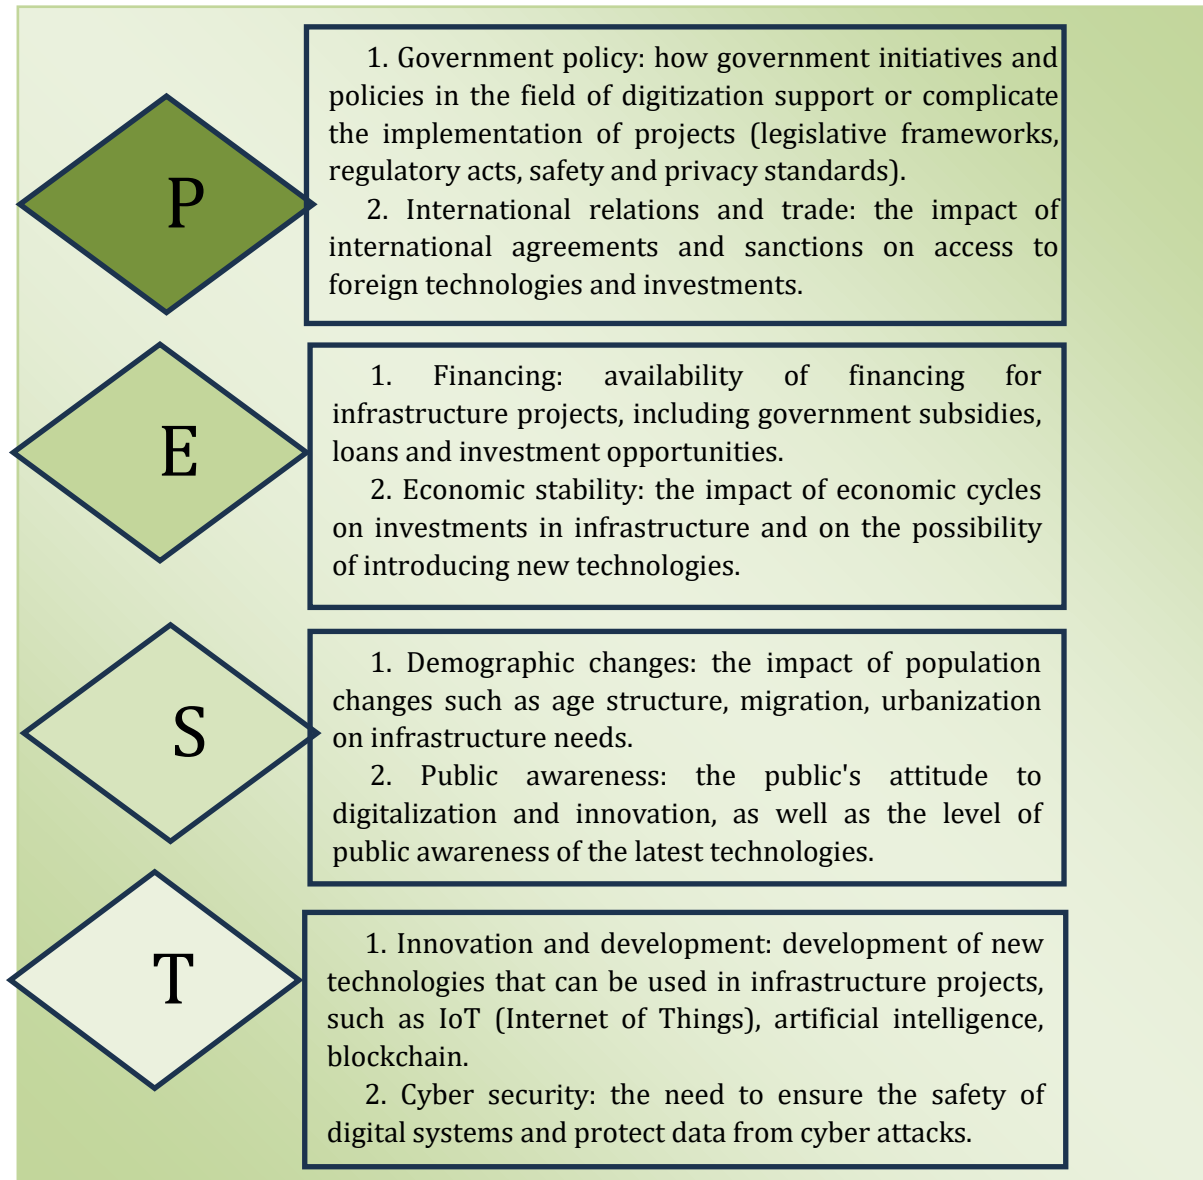 P
1. Government policy: how government initiatives and
policies in the field of digitization support or complicate
the implementation of projects (legislative frameworks,
regulatory acts, safety and privacy standards).
2. International relations and trade: the impact of
international agreements and sanctions on access to
foreign technologies and investments.
E
1. Financing: availability of financing for
infrastructure projects, including government subsidies,
loans and investment opportunities.
2. Economic stability: the impact of economic cycles
on investments in infrastructure and on the possibility
of introducing new technologies.
S
1. Demographic changes: the impact of population
changes such as age structure, migration, urbanization
on infrastructure needs.
2. Public awareness: the public's attitude to
digitalization and innovation, as well as the level of
public awareness of the latest technologies.
T
1. Innovation and development: development of new
technologies that can be used in infrastructure projects,
such as IoT (Internet of Things), artificial intelligence,
blockchain.
2. Cyber security: the need to ensure the safety of
digital systems and protect data from cyber attacks.